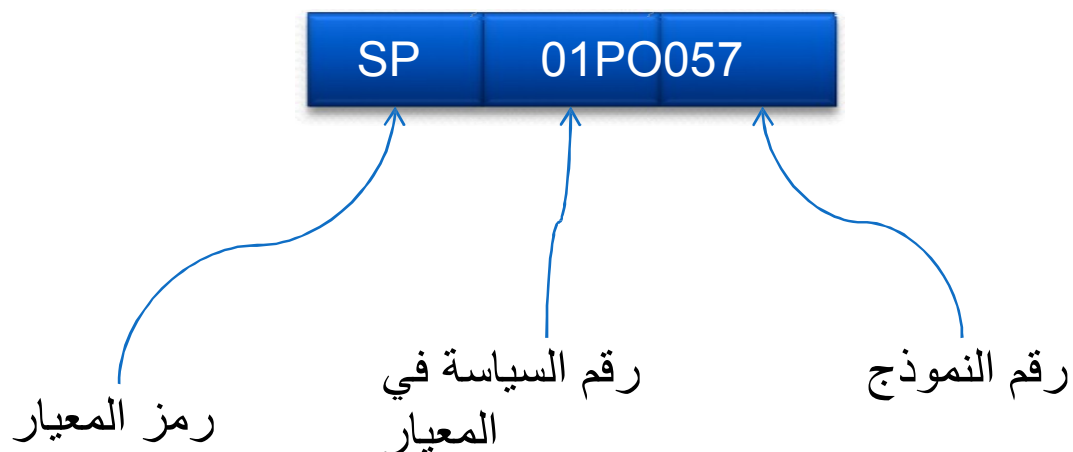 SP 01PO057
رقم النموذج
رقم السياسة في
المعيار
رمز المعيار